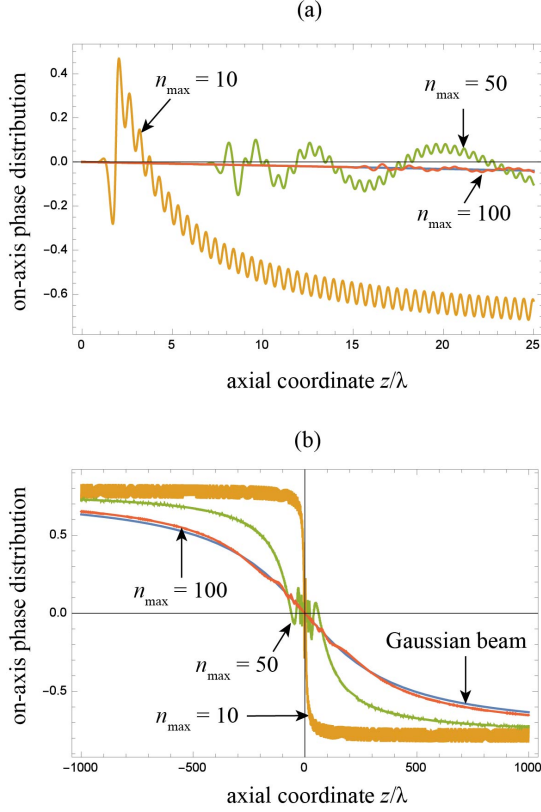 (a)
on-axis phase distribution
0.4
0.2
0.0
−0.2
−0.4
−0.6
n_max = 10
n_max = 50
n_max = 100
0 5 10 15 20 25
axial coordinate z/λ
(b)
on-axis phase distribution
0.5
0.0
−0.5
n_max = 100
n_max = 50
n_max = 10
Gaussian beam
−1000 −500 0 500 1000
axial coordinate z/λ